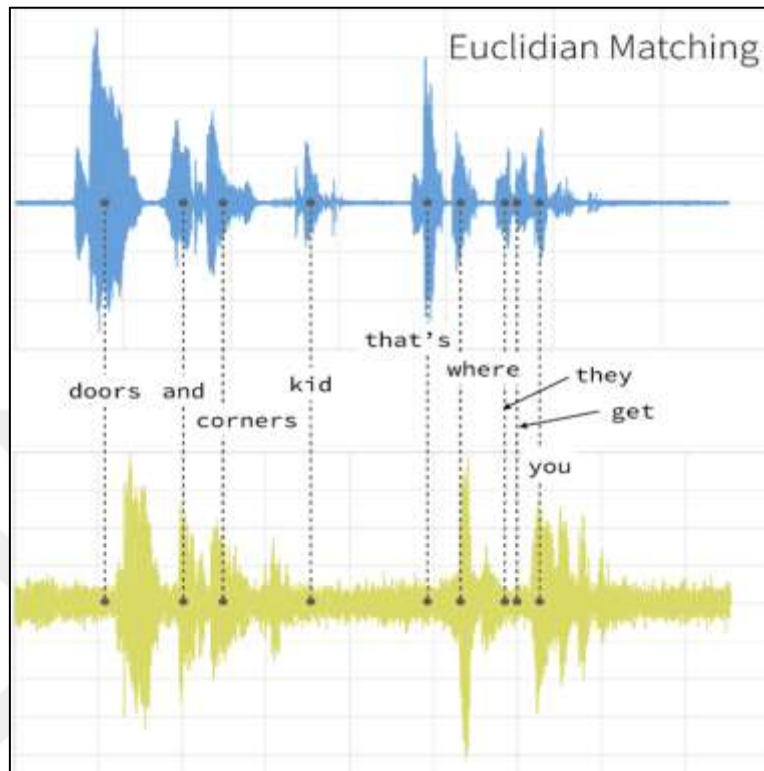 Euclidian Matching
that's
doors and
corners
kid
where
they
get
you